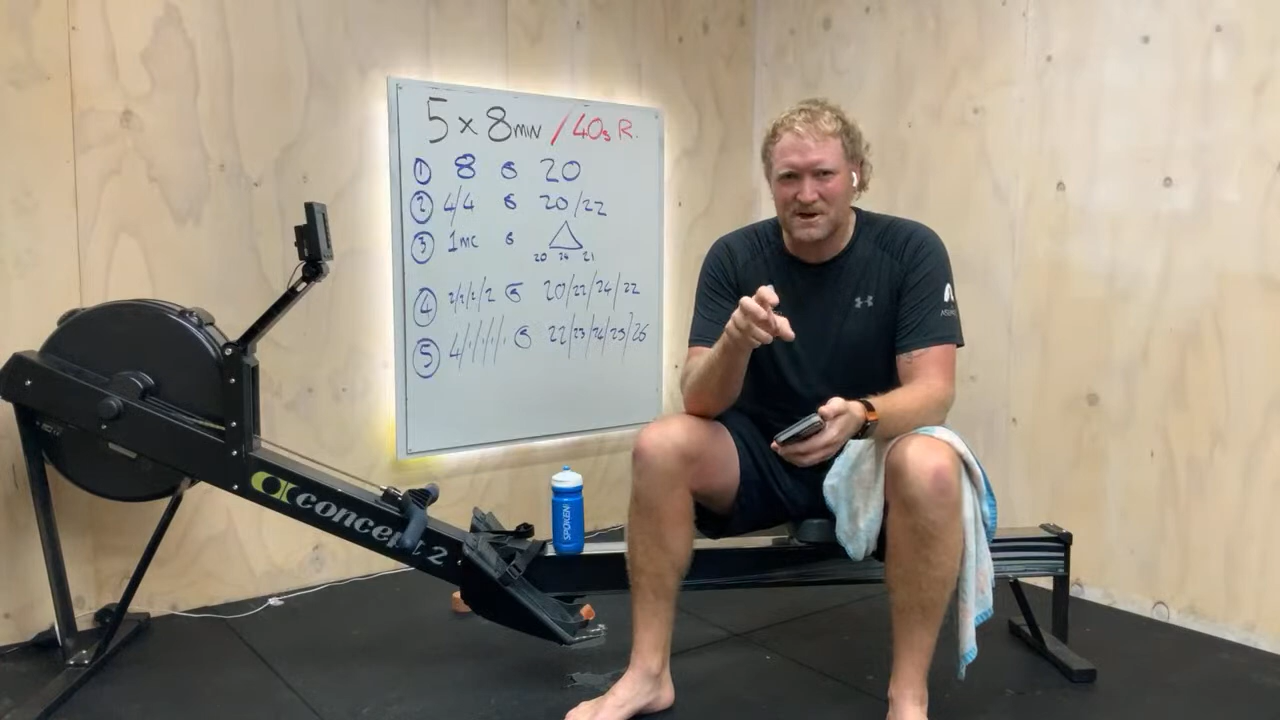 5 x 8min / 40s R.
① 8 @ 20
② 4/4 @ 20/22
③ 1mc @ △
20 24 21
④ 2/2/2/2 @ 20/22/24/22
⑤ 4/1/1/1/1 @ 22/23/24/25/26
concept 2
SPOKEN